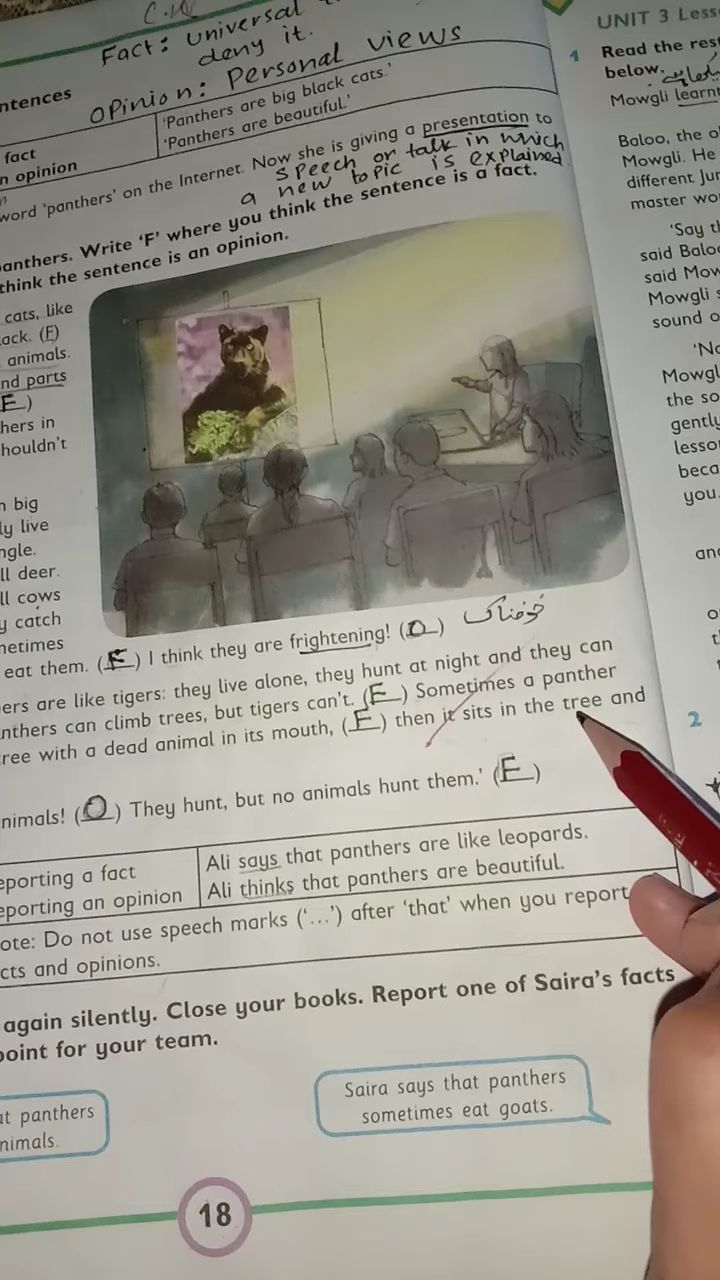 C.W
Fact: universal
deny it.
Opinion: Personal views
ntences
fact
n opinion
'Panthers are big black cats.'
'Panthers are beautiful.'
word 'panthers' on the Internet. Now she is giving a presentation to
speech or talk in which
a new topic is explained.
anthers. Write 'F' where you think the sentence is a fact.
think the sentence is an opinion.
cats, like
ack. (F)
animals.
nd parts
F)
hers in
houldn't
n big
ly live
ngle.
ll deer.
ll cows
y catch
metimes
eat them. (F) I think they are frightening! (O) خوفناک
ers are like tigers: they live alone, they hunt at night and they can
nthers can climb trees, but tigers can't. (F) Sometimes a panther
ree with a dead animal in its mouth, (F) then it sits in the tree and
nimals! (O) They hunt, but no animals hunt them.' (F)
eporting a fact
eporting an opinion
Ali says that panthers are like leopards.
Ali thinks that panthers are beautiful.
ote: Do not use speech marks ('...') after 'that' when you report
cts and opinions.
again silently. Close your books. Report one of Saira's facts
point for your team.
at panthers
nimals.
Saira says that panthers
sometimes eat goats.
18
UNIT 3 Less
1 Read the res
below.
Mowgli learnt
Baloo, the o
Mowgli. He
different Jun
master wo
'Say th
said Baloo
said Mow
Mowgli s
sound o
'No
Mowgl
the so
gently
lesso
beca
you.
an
o
t
2